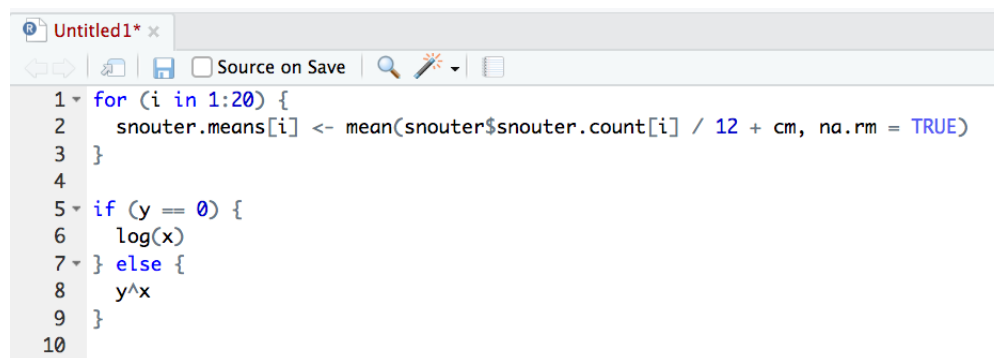 R Untitled1* ×
Source on Save
1 for (i in 1:20) {
2   snouter.means[i] <- mean(snouter$snouter.count[i] / 12 + cm, na.rm = TRUE)
3 }
4
5 if (y == 0) {
6   log(x)
7 } else {
8   y^x
9 }
10